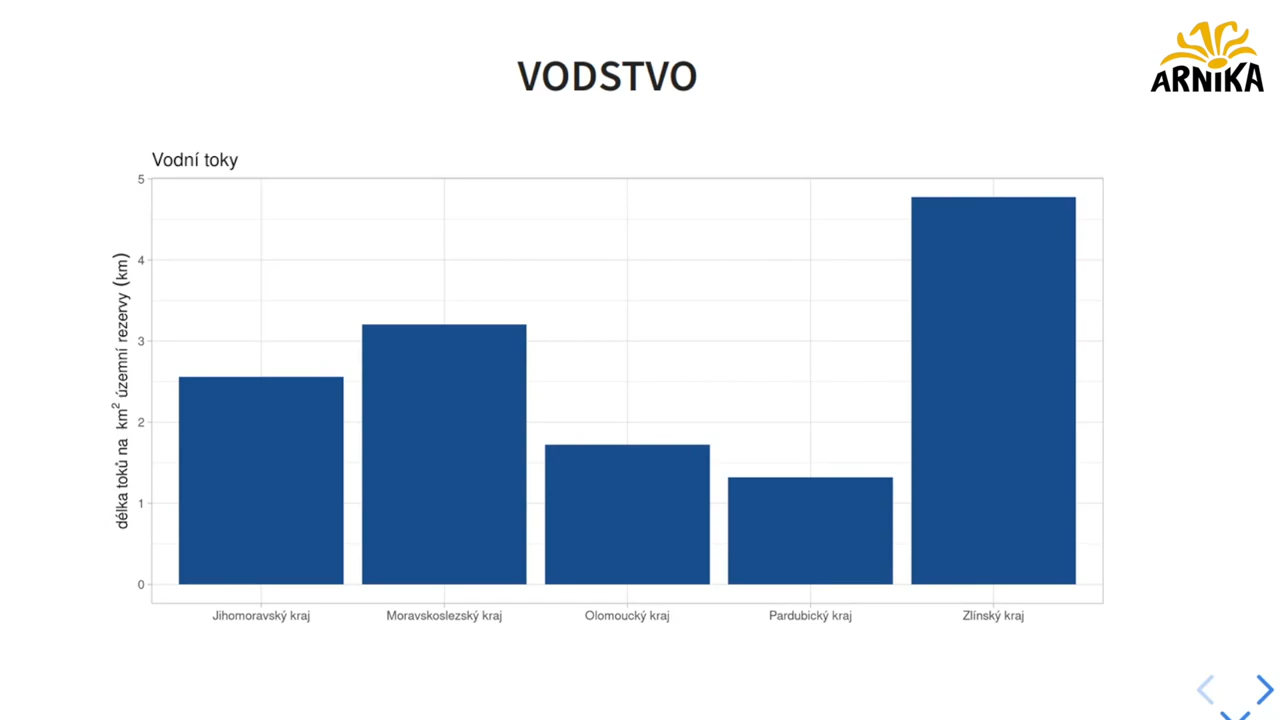 ARNIKA
VODSTVO
Vodní toky
délka toků na km² územní rezervy (km)
5
4
3
2
1
0
Jihomoravský kraj
Moravskoslezský kraj
Olomoucký kraj
Pardubický kraj
Zlínský kraj